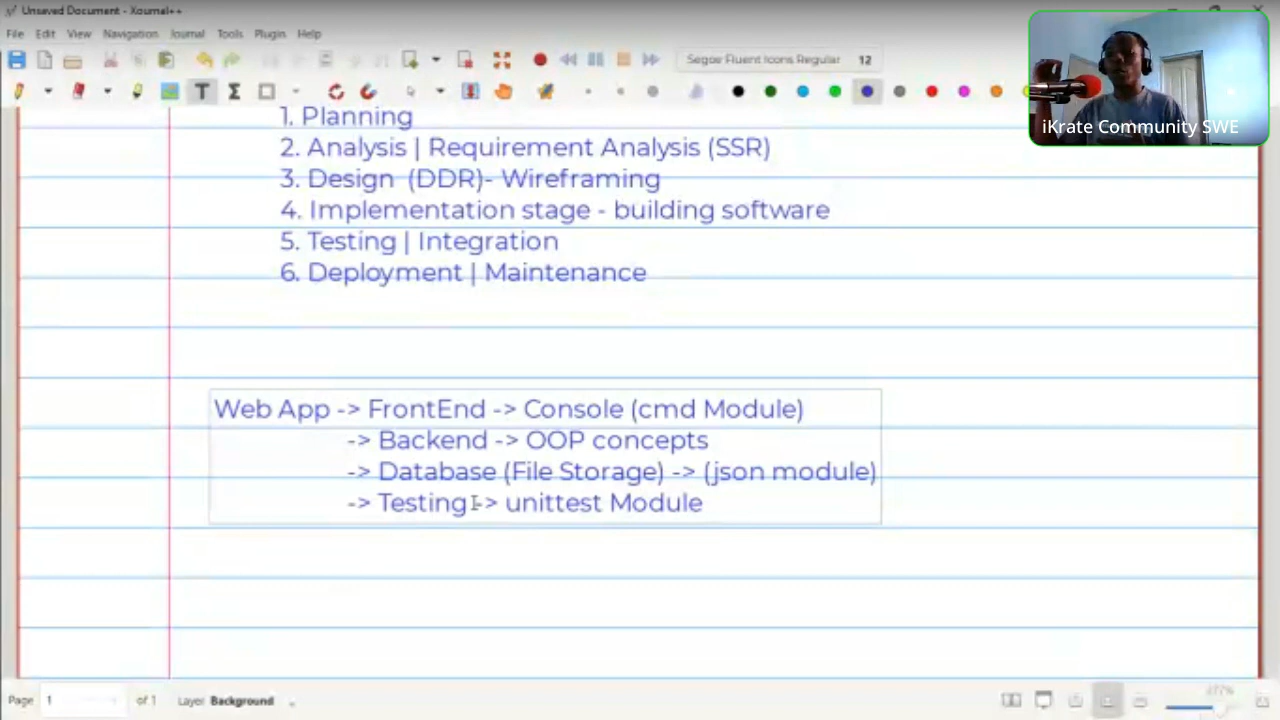 Unsaved Document - Xournal++
File Edit View Navigation Journal Tools Plugin Help
Segoe Fluent Icons Regular 12
iKrate Community SWE
1. Planning
2. Analysis | Requirement Analysis (SSR)
3. Design (DDR)- Wireframing
4. Implementation stage - building software
5. Testing | Integration
6. Deployment | Maintenance
Web App -> FrontEnd -> Console (cmd Module)
-> Backend -> OOP concepts
-> Database (File Storage) -> (json module)
-> Testing -> unittest Module
Page 1 of 1 Layer Background